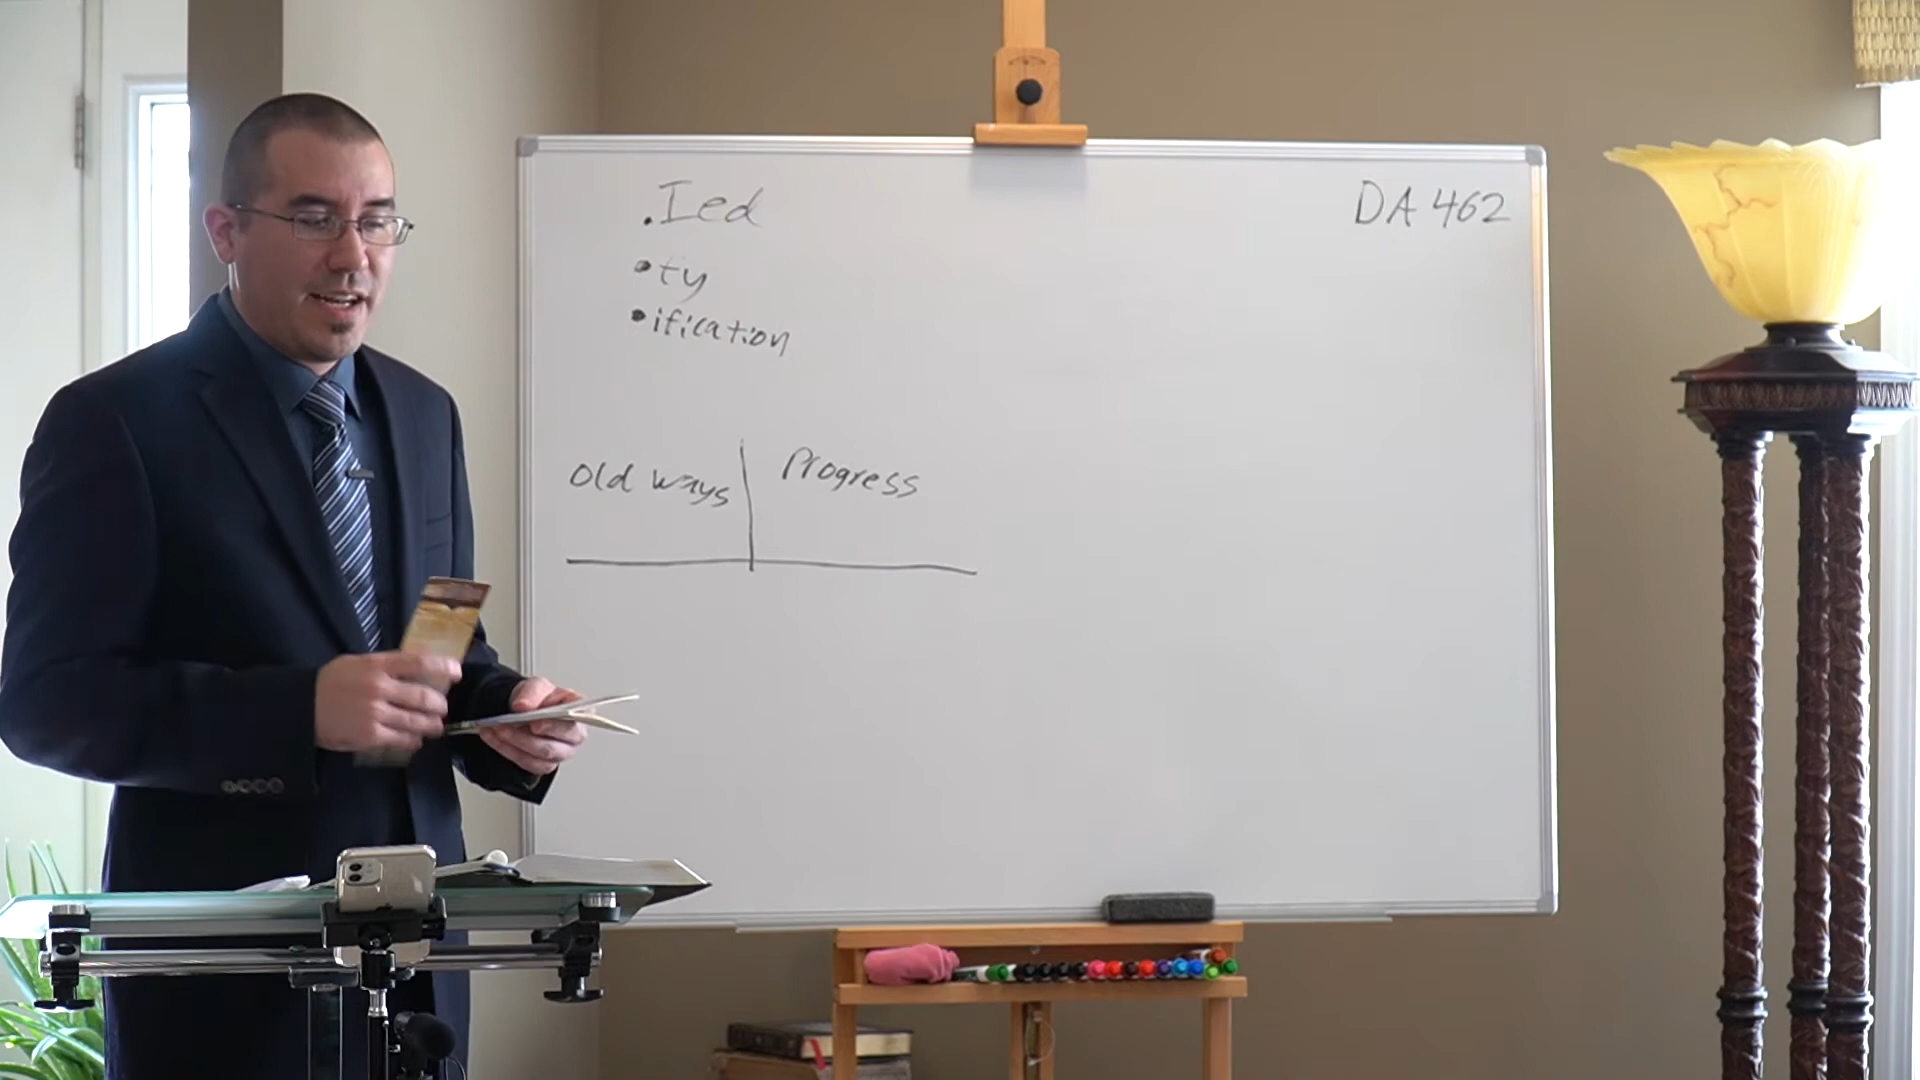 .Ied
DA 462
•ty
•ification
Old ways
Progress